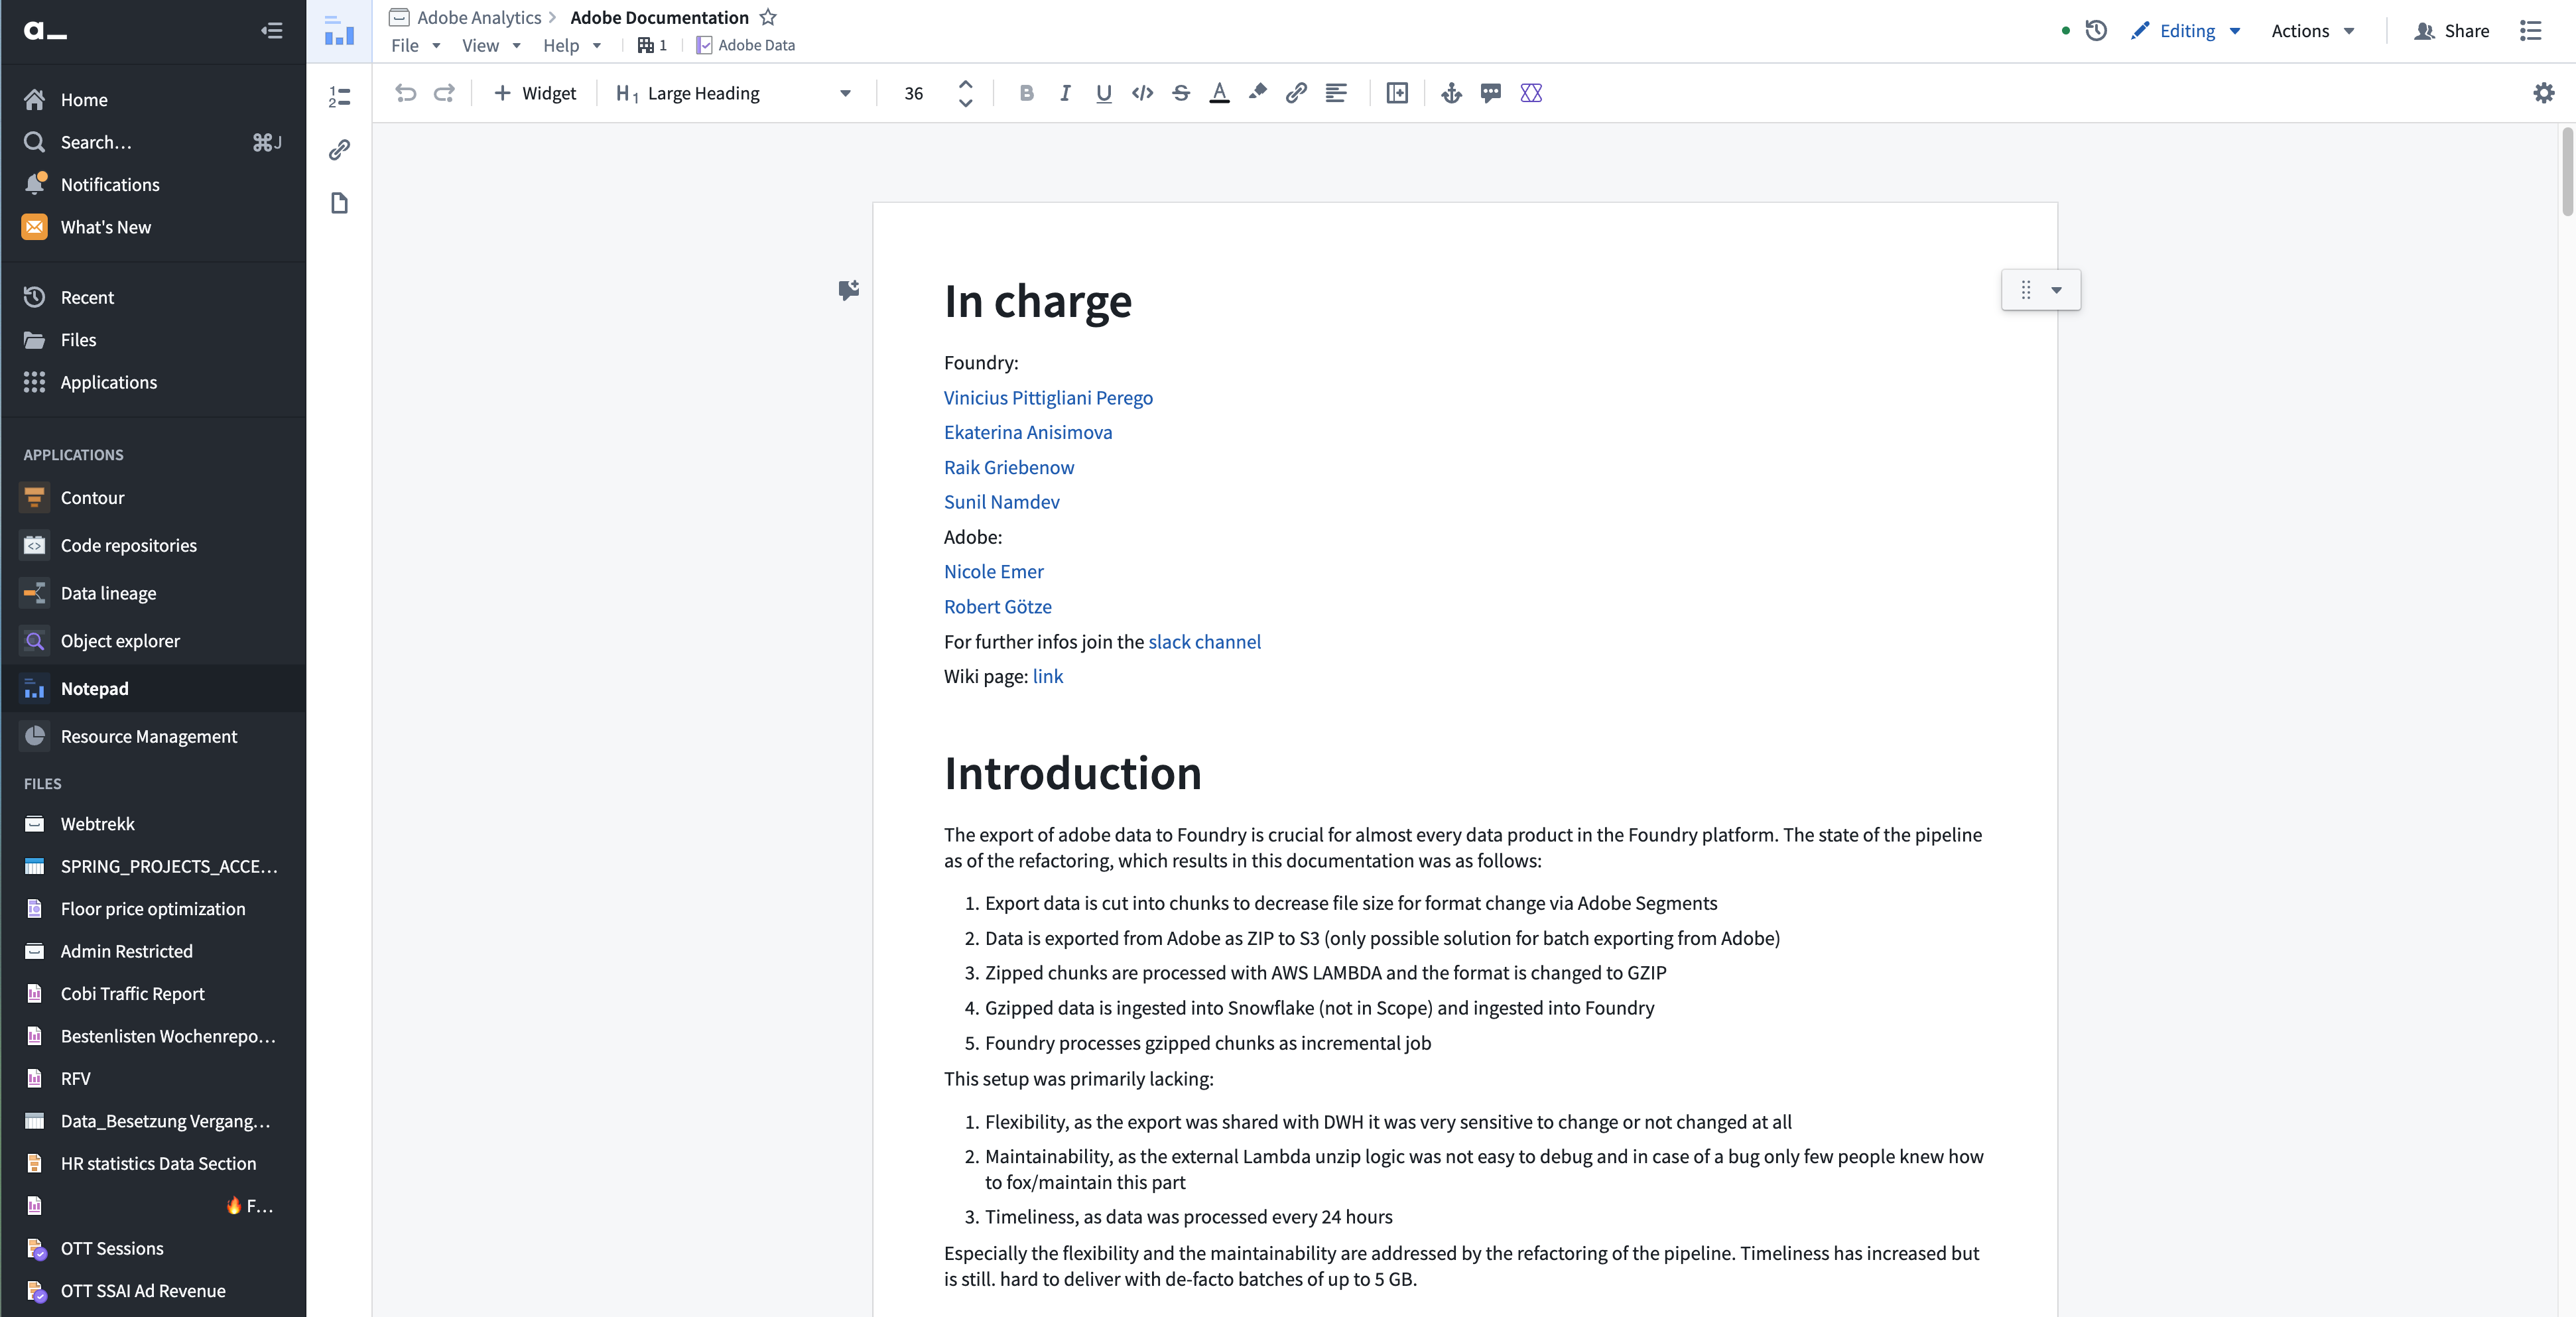 a_
Home
Search…
⌘J
Notifications
What's New
Recent
Files
Applications
APPLICATIONS
Contour
Code repositories
Data lineage
Object explorer
Notepad
Resource Management
FILES
Webtrekk
SPRING_PROJECTS_ACCE…
Floor price optimization
Admin Restricted
Cobi Traffic Report
Bestenlisten Wochenrepo…
RFV
Data_Besetzung Vergang…
HR statistics Data Section
🔥 F…
OTT Sessions
OTT SSAI Ad Revenue
Adobe Analytics > Adobe Documentation
File View Help 1 Adobe Data
Editing Actions Share
+ Widget H1 Large Heading 36 B I U </> S A
In charge
Foundry:
Vinicius Pittigliani Perego
Ekaterina Anisimova
Raik Griebenow
Sunil Namdev
Adobe:
Nicole Emer
Robert Götze
For further infos join the slack channel
Wiki page: link
Introduction
The export of adobe data to Foundry is crucial for almost every data product in the Foundry platform. The state of the pipeline
as of the refactoring, which results in this documentation was as follows:
1. Export data is cut into chunks to decrease file size for format change via Adobe Segments
2. Data is exported from Adobe as ZIP to S3 (only possible solution for batch exporting from Adobe)
3. Zipped chunks are processed with AWS LAMBDA and the format is changed to GZIP
4. Gzipped data is ingested into Snowflake (not in Scope) and ingested into Foundry
5. Foundry processes gzipped chunks as incremental job
This setup was primarily lacking:
1. Flexibility, as the export was shared with DWH it was very sensitive to change or not changed at all
2. Maintainability, as the external Lambda unzip logic was not easy to debug and in case of a bug only few people knew how
to fox/maintain this part
3. Timeliness, as data was processed every 24 hours
Especially the flexibility and the maintainability are addressed by the refactoring of the pipeline. Timeliness has increased but
is still. hard to deliver with de-facto batches of up to 5 GB.